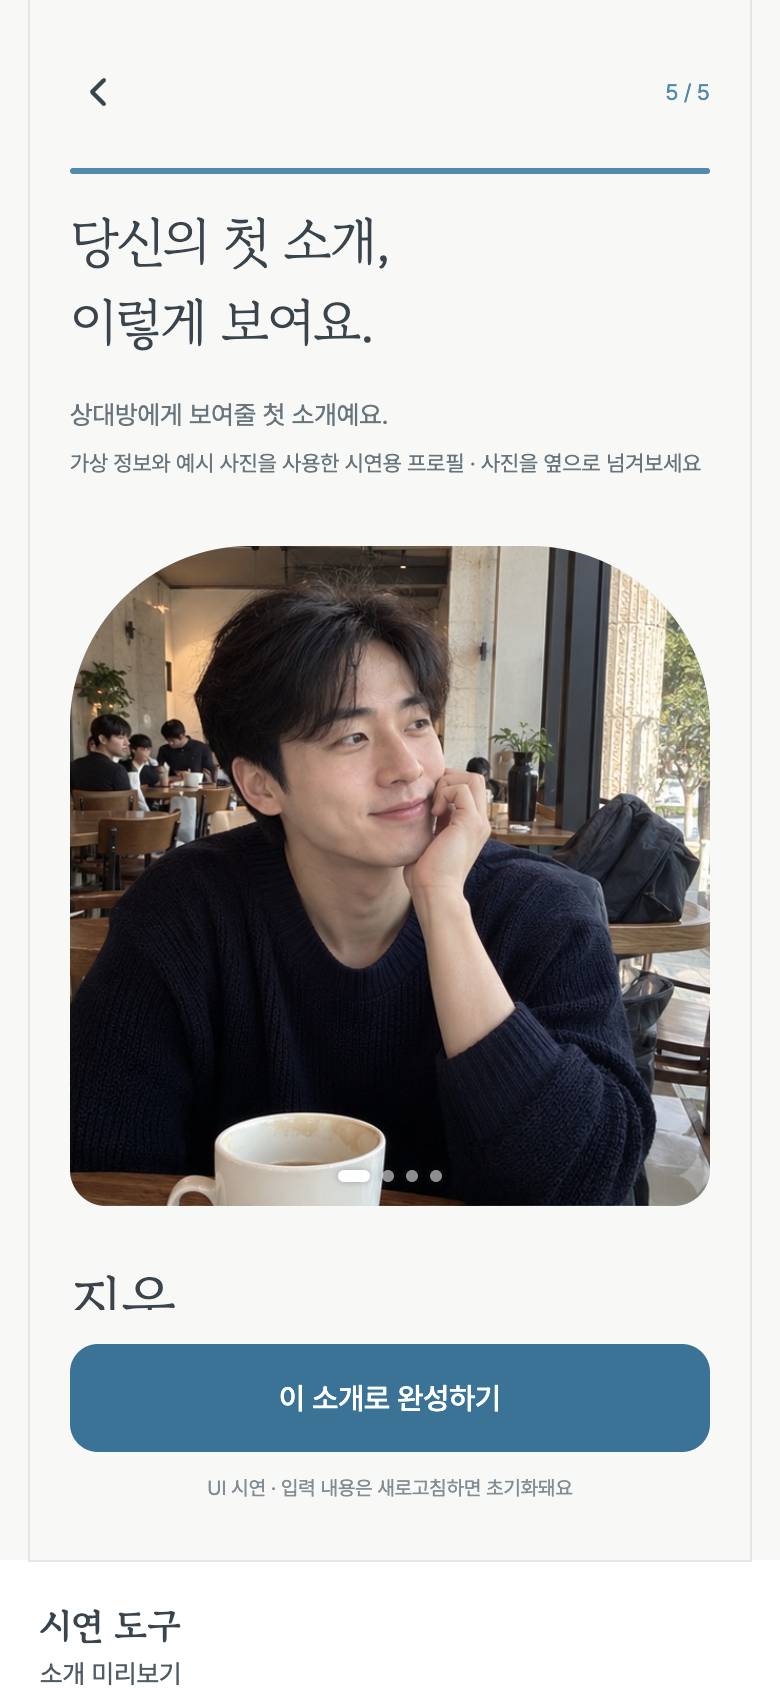 5 / 5
당신의 첫 소개,
이렇게 보여요.
상대방에게 보여줄 첫 소개예요.
가상 정보와 예시 사진을 사용한 시연용 프로필 · 사진을 옆으로 넘겨보세요
지우
이 소개로 완성하기
UI 시연 · 입력 내용은 새로고침하면 초기화돼요
시연 도구
소개 미리보기